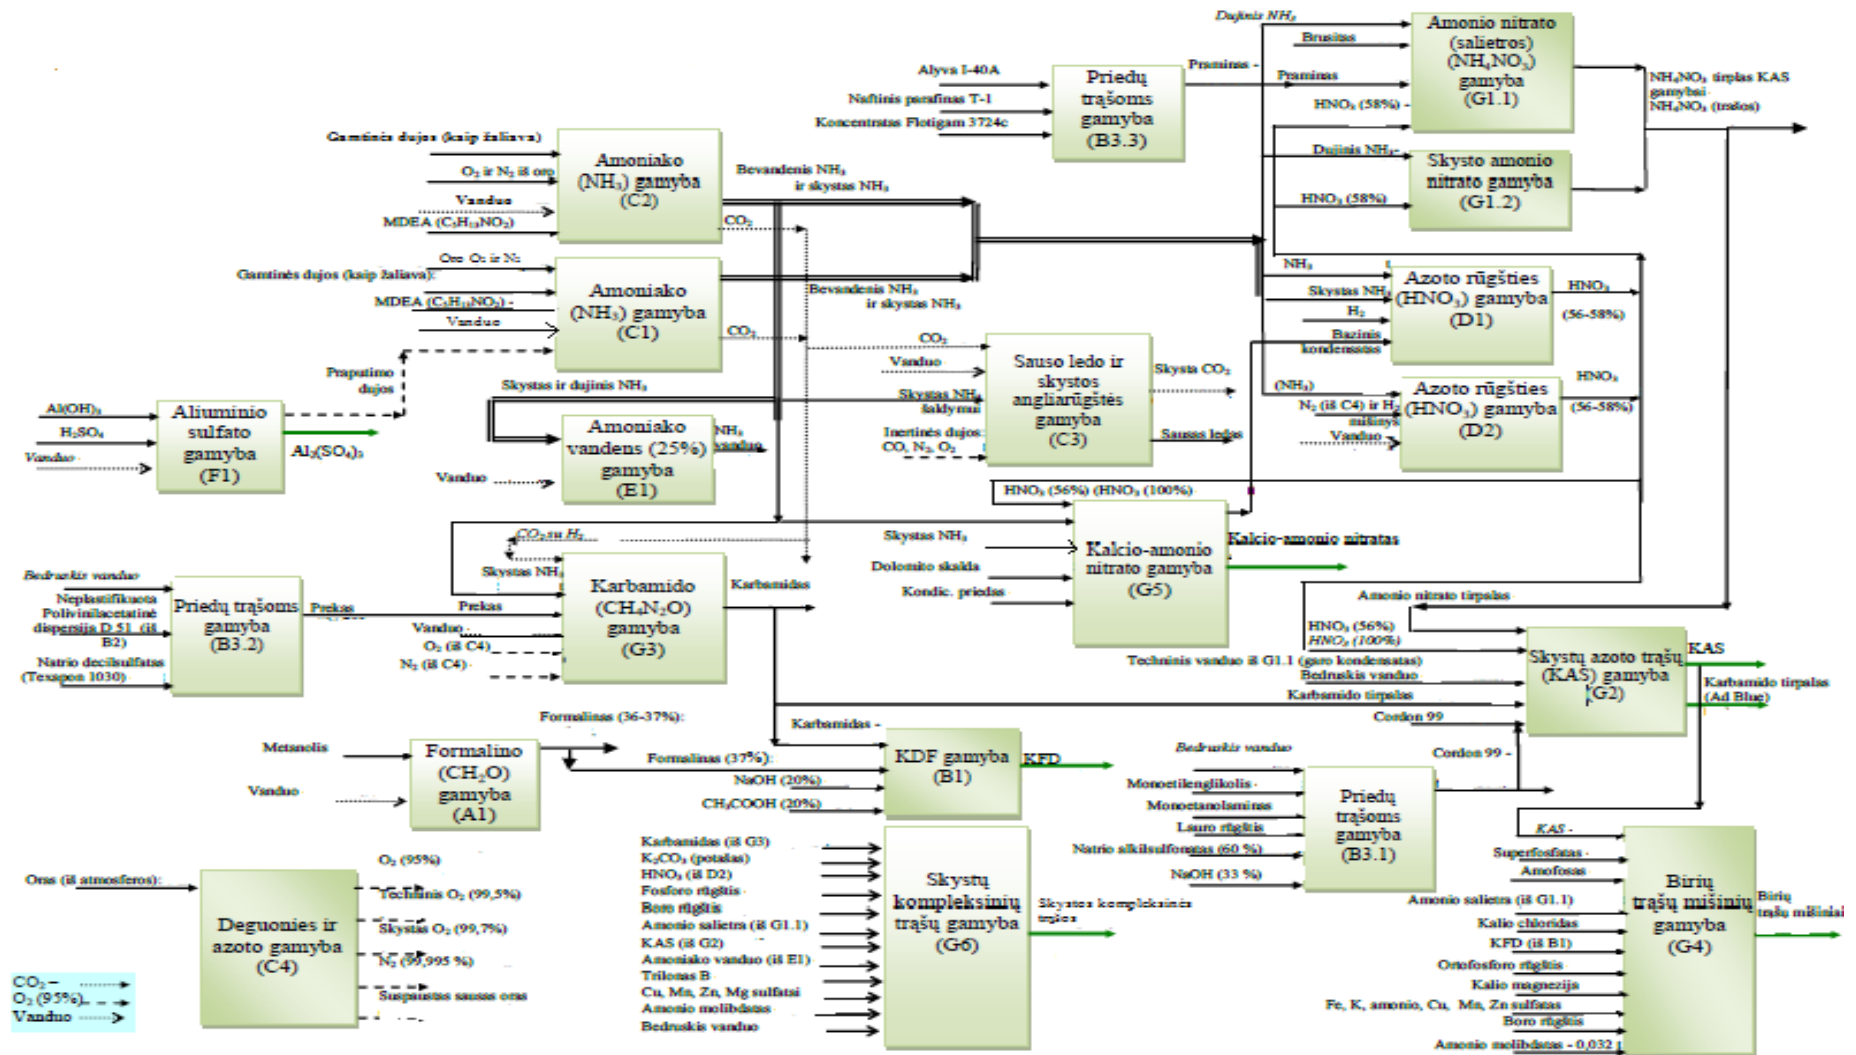 Dujinis NH₃
Brusitas
Amonio nitrato
(salietros)
(NH₄NO₃)
gamyba
(G1.1)
Alyva I-40A
Naftinis parafinas T-1
Koncentratas Flotigam 3724c
Priedų
trąšoms
gamyba
(B3.3)
Praminas -
Praminas
HNO₃ (58%) -
NH₄NO₃ tirplas KAS
gamybai
NH₄NO₃ (trašos)
Gamtinės dujos (kaip žaliava)
O₂ ir N₂ iš oro
Vanduo
MDEA (C₅H₁₃NO₂)
Amoniako
(NH₃) gamyba
(C2)
Bevandenis NH₃
ir skystas NH₃
CO₂
Dujinis NH₃-
HNO₃ (58%)
Skysto amonio
nitrato gamyba
(G1.2)
Oro O₂ ir N₂
Gamtinės dujos (kaip žaliava):
MDEA (C₅H₁₃NO₂) -
Vanduo
Amoniako
(NH₃) gamyba
(C1)
Bevandenis NH₃
ir skystas NH₃
CO₂
NH₃
Skystas NH₃
H₂
Bazinis
kondensatas
Azoto rūgšties
(HNO₃) gamyba
(D1)
HNO₃
(56-58%)
Praputimo
dujos
CO₂
Vanduo
Skystas NH₃
šaldymui
Inertinės dujos:
CO, N₂, O₂
Sauso ledo ir
skystos
angliarūgštės
gamyba
(C3)
Skysta CO₂
Sausas ledas
(NH₃)
N₂ (iš C4) ir H₂
mišinys
Vanduo -
Azoto rūgšties
(HNO₃) gamyba
(D2)
HNO₃
(56-58%)
Al(OH)₃
H₂SO₄
Vanduo
Aliuminio
sulfato
gamyba
(F1)
Al₂(SO₄)₃
Skystas ir dujinis NH₃
Amoniako
vandens (25%)
gamyba
(E1)
NH₃
vanduo
Vanduo
HNO₃ (56%) (HNO₃ (100%)
Skystas NH₃
Dolomito skalda
Kondic. priedas
Kalcio-amonio
nitrato gamyba
(G5)
Kalcio-amonio nitratas
Bedruskis vanduo
Neplastifikuota
Polivinilacetatinė
dispersija D 51 (iš
B2)
Natrio decilsulfatas
(Texapon 1030)
Priedų trąšoms
gamyba
(B3.2)
Prekas
Prekas
CO₂ su H₂
Skystas NH₃
Vanduo
O₂ (iš C4)
N₂ (iš C4)
Karbamido
(CH₄N₂O)
gamyba
(G3)
Karbamidas
Amonio nitrato tirpalas
HNO₃ (56%)
HNO₃ (100%)
Techninis vanduo iš G1.1 (garo kondensatas)
Bedruskis vanduo
Karbamido tirpalas
Cordon 99
Skystų azoto trąšų
(KAS) gamyba
(G2)
KAS
Karbamido tirpalas
(Ad Blue)
Metanolis
Vanduo
Formalino
(CH₂O)
gamyba
(A1)
Formalinas (36-37%):
Formalinas (37%):
Karbamidas -
NaOH (20%)
CH₃COOH (20%)
KDF gamyba
(B1)
KFD
Bedruskis vanduo
Monoetilenglikolis -
Monoetanolaminas
Lauro rūgštis
Natrio alkilsulfonatas (60 %)
NaOH (33 %)
Priedų
trąšoms
gamyba
(B3.1)
Cordon 99 -
Oras (iš atmosferos):
Deguonies ir
azoto gamyba
(C4)
O₂ (95%)
Techninis O₂ (99,5%)
Skystas O₂ (99,7%)
N₂ (99,995 %)
Suspaustas sausas oras
Karbamidas (iš G3)
K₂CO₃ (potašas)
HNO₃ (iš D2)
Fosforo rūgštis
Boro rūgštis
Amonio salietra (iš G1.1)
KAS (iš G2)
Amoniako vanduo (iš E1)
Trilonas B
Cu, Mn, Zn, Mg sulfatai
Amonio molibdatas
Bedruskis vanduo
Skystų
kompleksinių
trąšų gamyba
(G6)
Skystos kompleksinės
trąšos
KAS -
Superfosfatas -
Amofosas
Amonio salietra (iš G1.1)
Kalio chloridas
KFD (iš B1)
Ortofosforo rūgštis
Kalio magnezija
Fe, K, amonio, Cu, Mn, Zn sulfatas
Boro rūgštis
Amonio molibdatas - 0,032
Birių
trąšų mišinių
gamyba
(G4)
Birių
trašų mišiniai
CO₂ –
O₂ (95%)
Vanduo